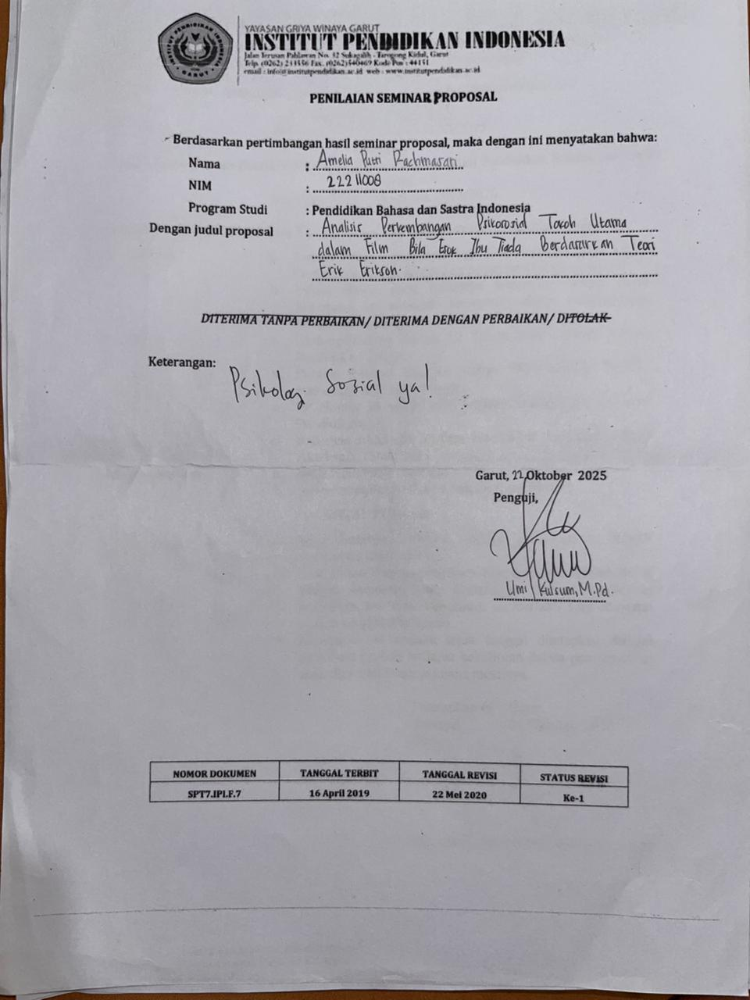 YAYASAN GRIYA WINAYA GARUT
INSTITUT PENDIDIKAN INDONESIA
Jalan Terusan Pahlawan No. 32 Sukagalih - Tarogong Kidul, Garut
Telp. (0262) 233556 Fax. (0262) 540469 Kode Pos : 44151
email : info@institutpendidikan.ac.id web : www.institutpendidikan.ac.id
INSTITUT PENDIDIKAN INDONESIA
GARUT
PENILAIAN SEMINAR PROPOSAL
Berdasarkan pertimbangan hasil seminar proposal, maka dengan ini menyatakan bahwa:
Nama : Amelia Putri Rachmasari
NIM : 22211008
Program Studi : Pendidikan Bahasa dan Sastra Indonesia
Dengan judul proposal : Analisis Perkembangan Psikososial Tokoh Utama
dalam Film Bila Esok Ibu Tiada Berdasarkan Teori
Erik Erikson.
DITERIMA TANPA PERBAIKAN/ DITERIMA DENGAN PERBAIKAN/ DITOLAK
Keterangan:
Psikologi Sosial ya!
Garut, 22 Oktober 2025
Penguji,
Umi Kulsum, M.Pd.
NOMOR DOKUMEN TANGGAL TERBIT TANGGAL REVISI STATUS REVISI
SPT7.IPI.F.7 16 April 2019 22 Mei 2020 Ke-1